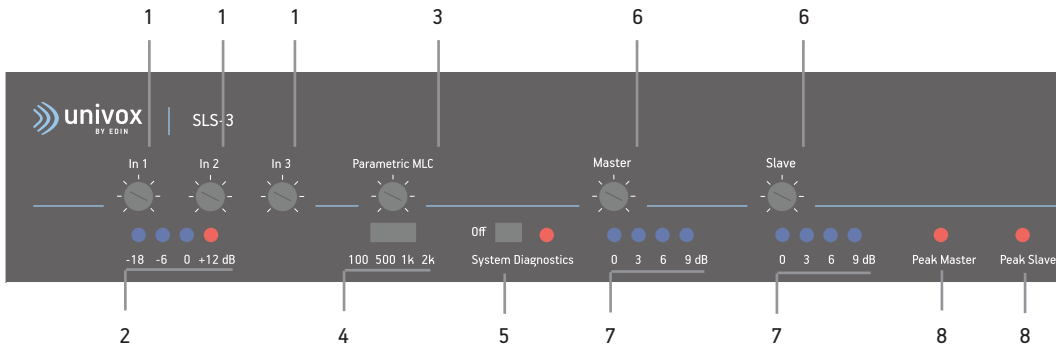 1 1 1 3 6 6
univox
BY EDIN
SLS-3
In 1 In 2 In 3 Parametric MLC Master Slave
Off
-18 -6 0 +12 dB 100 500 1k 2k System Diagnostics 0 3 6 9 dB 0 3 6 9 dB Peak Master Peak Slave
2 4 5 7 7 8 8